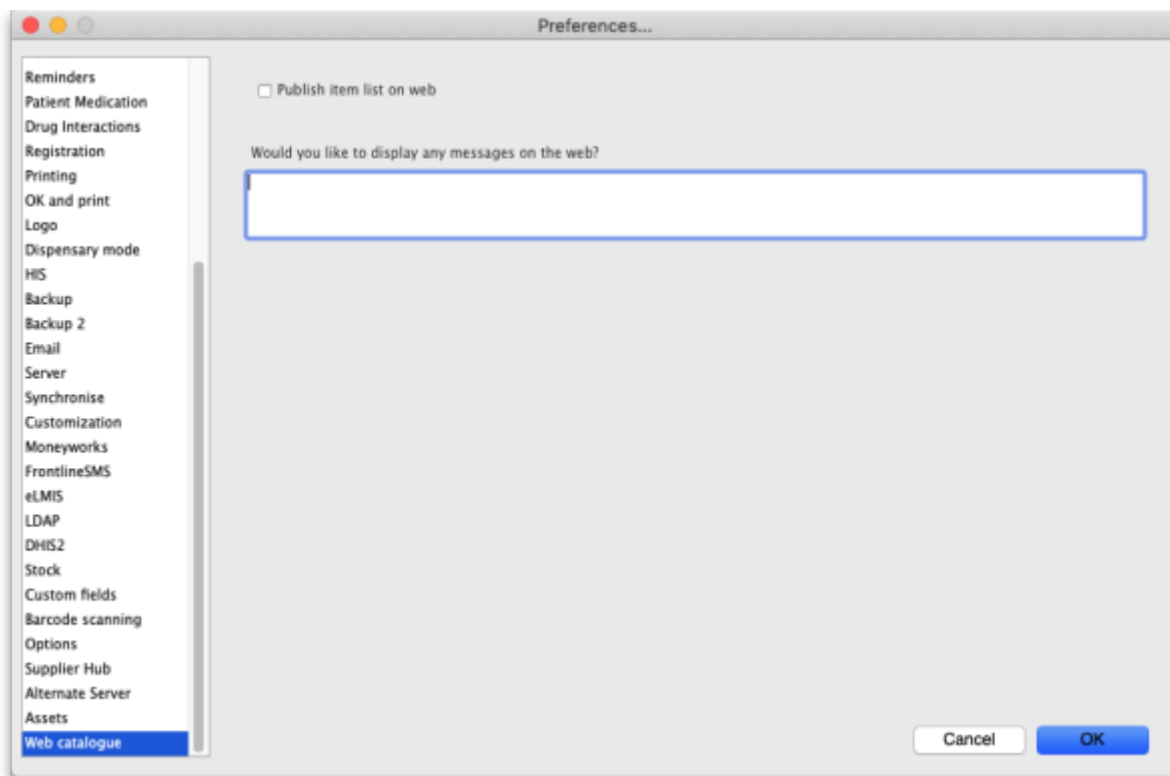 Preferences...
Reminders
Patient Medication
Drug Interactions
Registration
Printing
OK and print
Logo
Dispensary mode
HIS
Backup
Backup 2
Email
Server
Synchronise
Customization
Moneyworks
FrontlineSMS
eLMIS
LDAP
DHIS2
Stock
Custom fields
Barcode scanning
Options
Supplier Hub
Alternate Server
Assets
Web catalogue
Publish item list on web
Would you like to display any messages on the web?
Cancel
OK